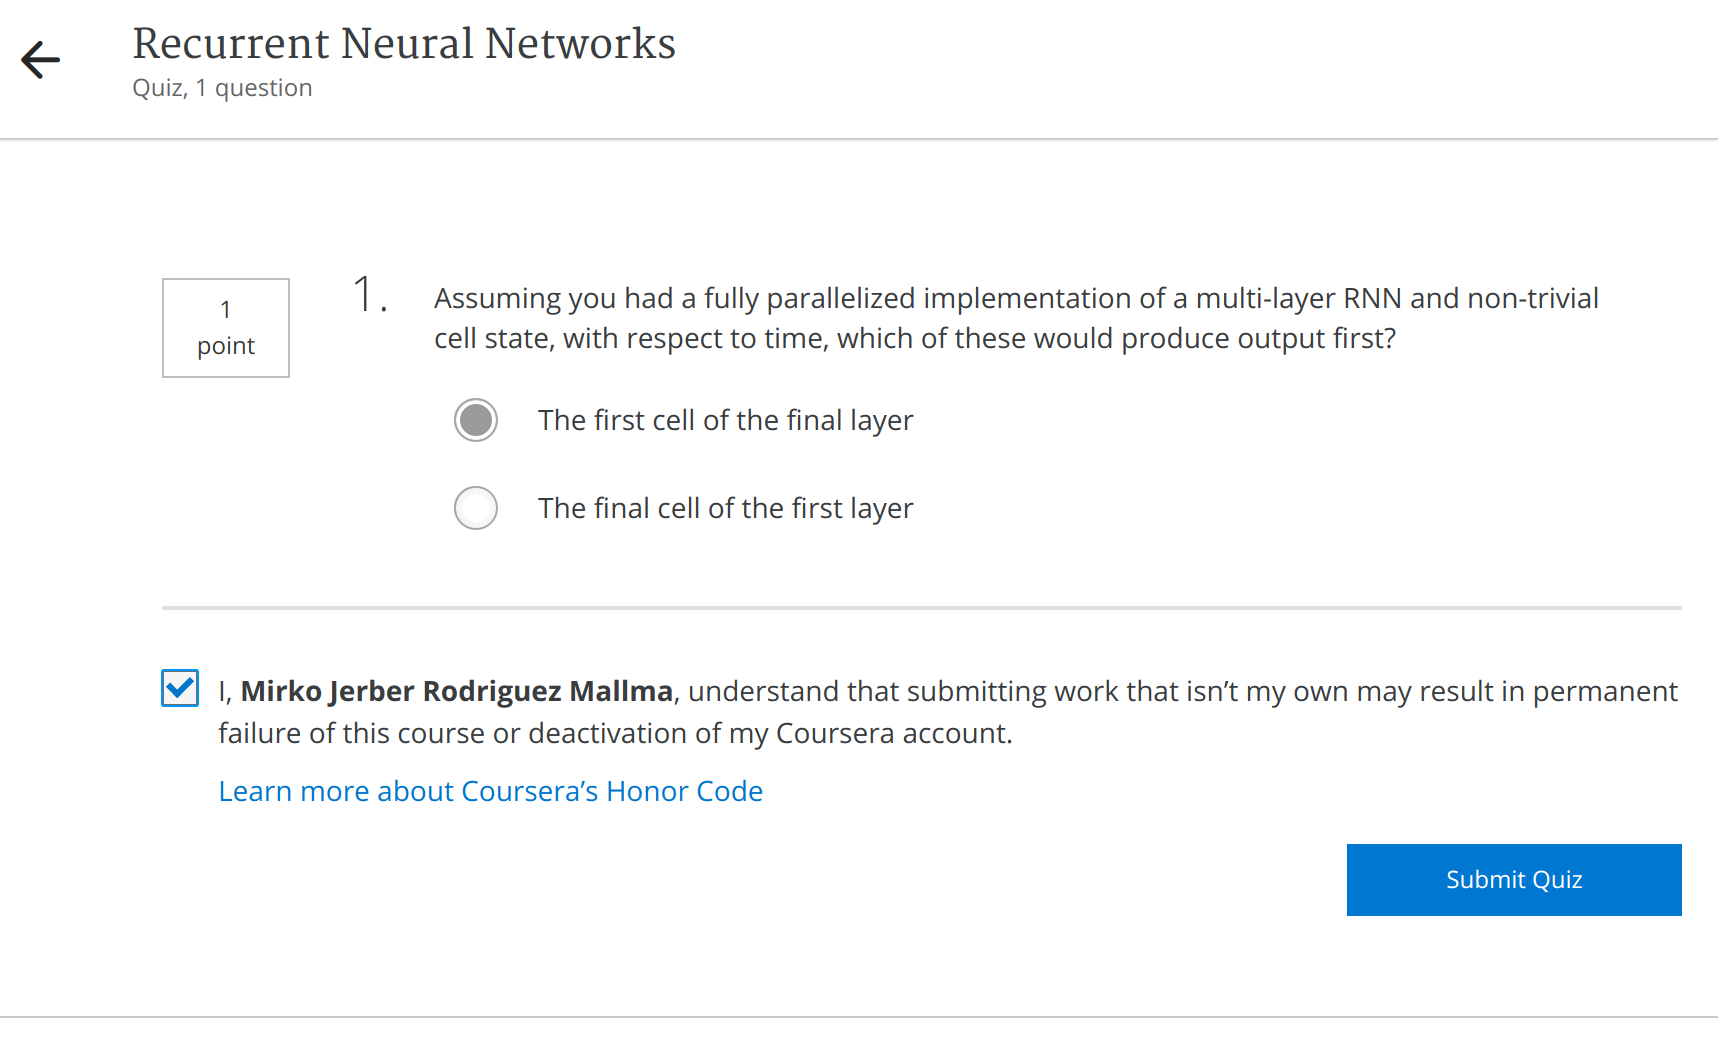 Recurrent Neural Networks
Quiz, 1 question
1
point
1.
Assuming you had a fully parallelized implementation of a multi-layer RNN and non-trivial
cell state, with respect to time, which of these would produce output first?
The first cell of the final layer
The final cell of the first layer
I, Mirko Jerber Rodriguez Mallma, understand that submitting work that isn’t my own may result in permanent
failure of this course or deactivation of my Coursera account.
Learn more about Coursera’s Honor Code
Submit Quiz